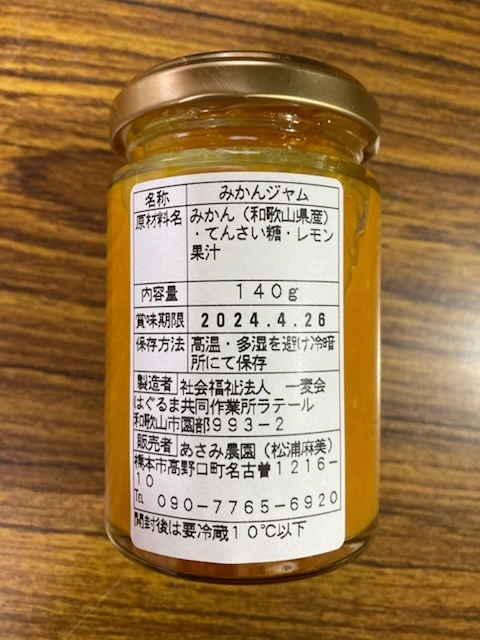 名称 みかんジャム
原材料名 みかん（和歌山県産）
・てんさい糖・レモン
果汁
内容量 140g
賞味期限 2024.4.26
保存方法 高温・多湿を避け冷暗
所にて保存
製造者 社会福祉法人 一麦会
はぐるま共同作業所ラテール
和歌山市園部993-2
販売者 あさみ農園（松浦麻美）
橋本市高野口町名古曽1216-
10
℡ 090-7765-6920
開封後は要冷蔵10℃以下